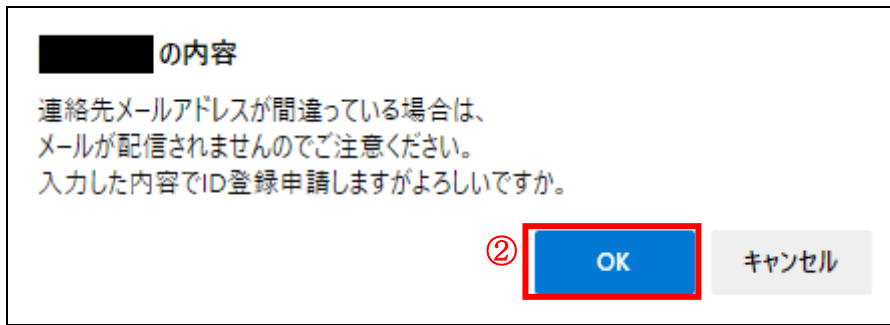 の内容
連絡先メールアドレスが間違っている場合は、
メールが配信されませんのでご注意ください。
入力した内容でID登録申請しますがよろしいですか。
② OK キャンセル